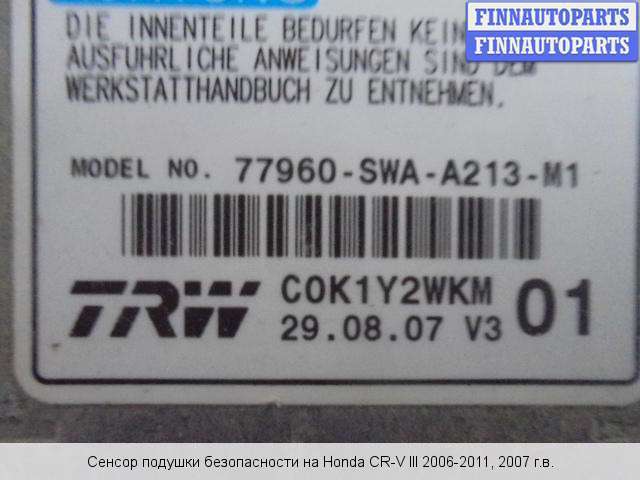 FINNAUTOPARTS
FINNAUTOPARTS
DIE INNENTEILE BEDURFEN KEIN
AUSFUHRLICHE ANWEISUNGEN SIND DEM
WERKSTATTHANDBUCH ZU ENTNEHMEN.
MODEL NO. 77960-SWA-A213-M1
TRW C0K1Y2WKM 01
29.08.07 V3
Сенсор подушки безопасности на Honda CR-V III 2006-2011, 2007 г.в.